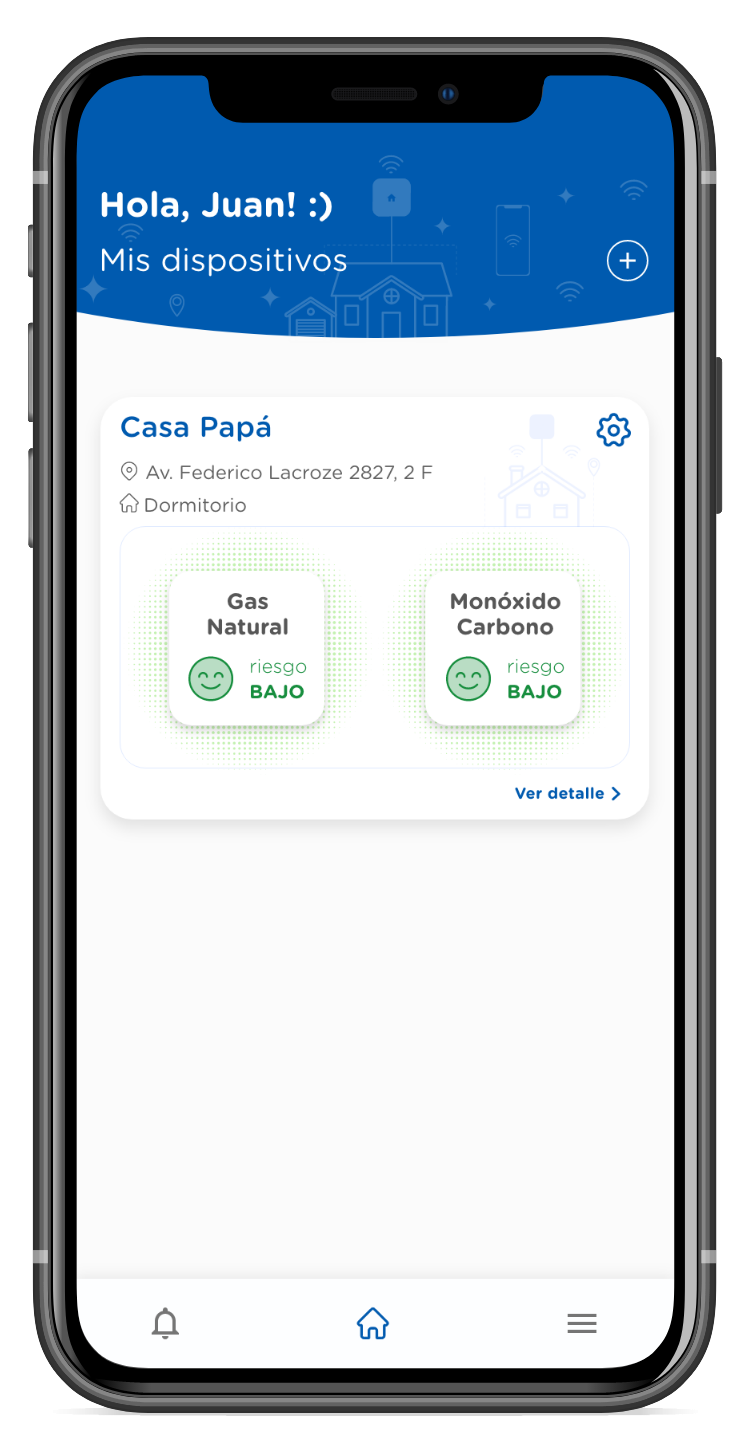 Hola, Juan! :)
Mis dispositivos
Casa Papá
Av. Federico Lacroze 2827, 2 F
Dormitorio
Gas
Natural
riesgo
BAJO
Monóxido
Carbono
riesgo
BAJO
Ver detalle